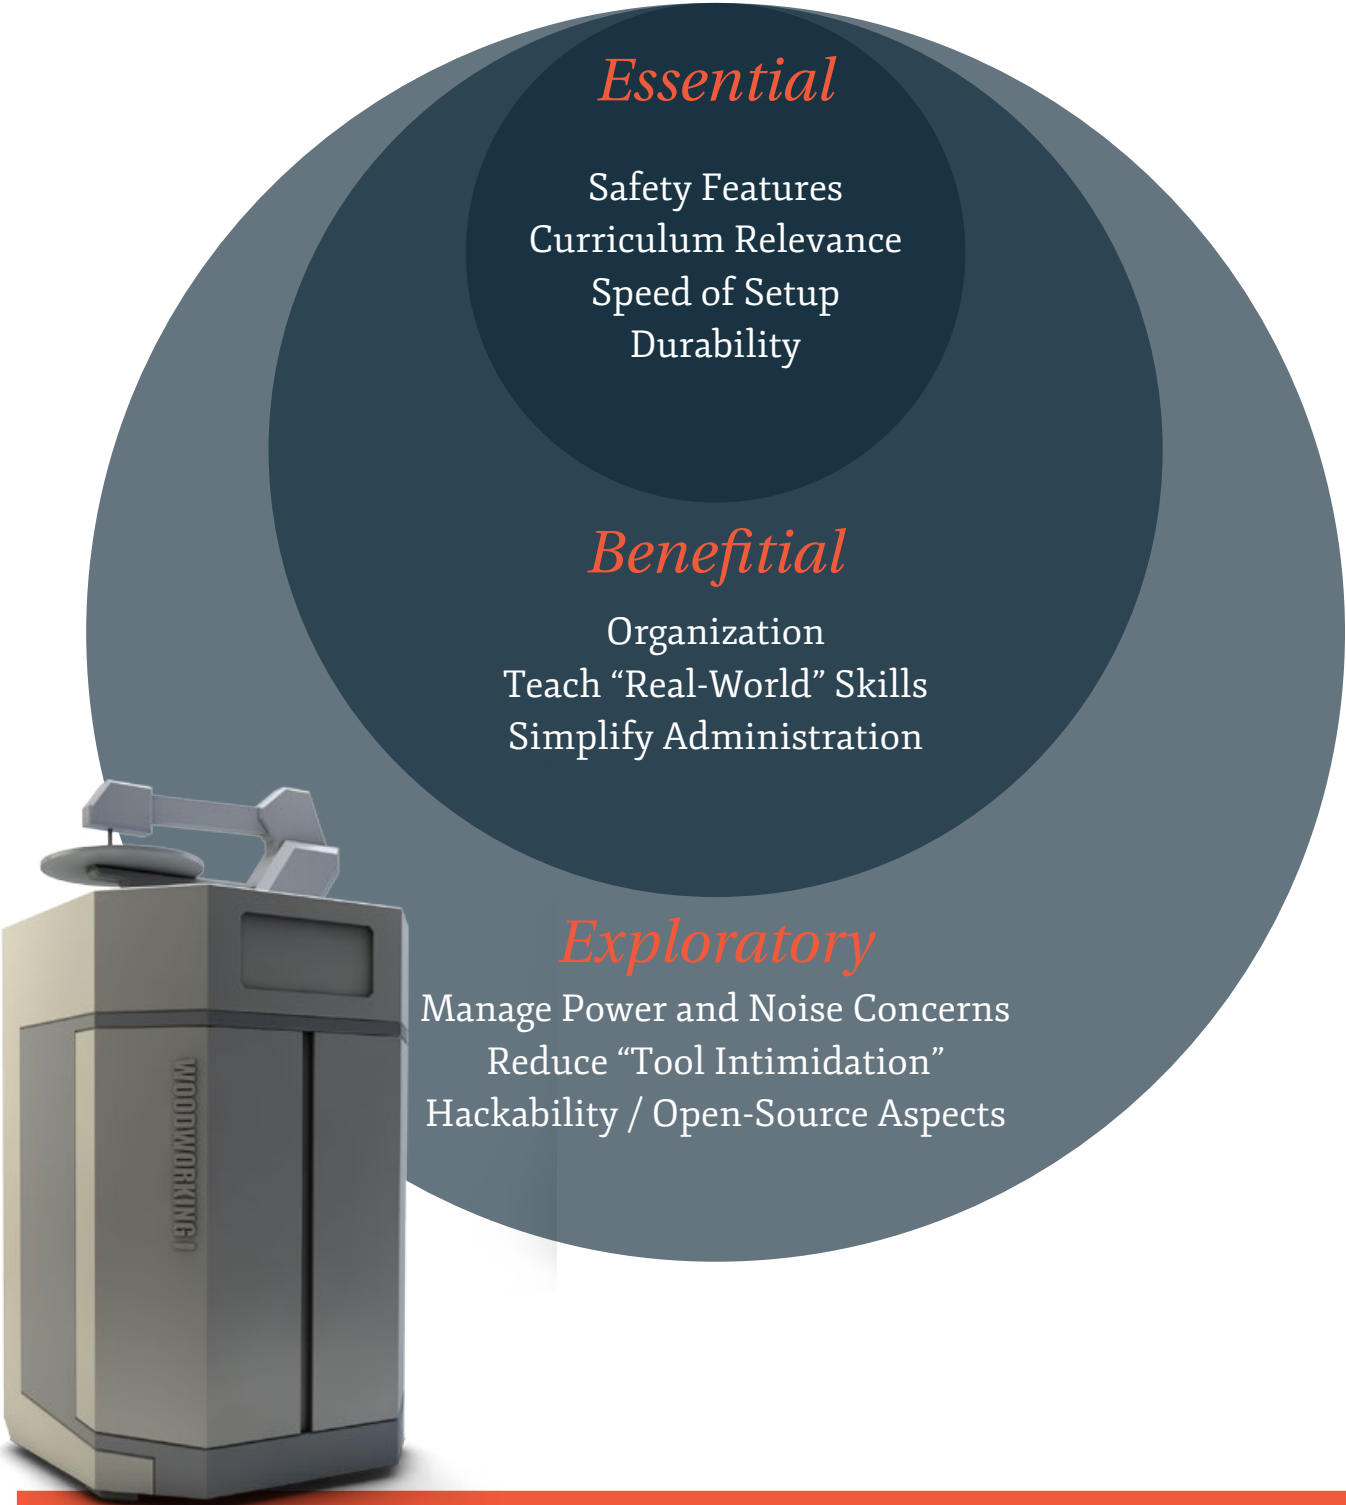 Essential
Safety Features
Curriculum Relevance
Speed of Setup
Durability
Benefitial
Organization
Teach “Real-World” Skills
Simplify Administration
Exploratory
Manage Power and Noise Concerns
Reduce “Tool Intimidation”
Hackability / Open-Source Aspects
WOODWORKING I